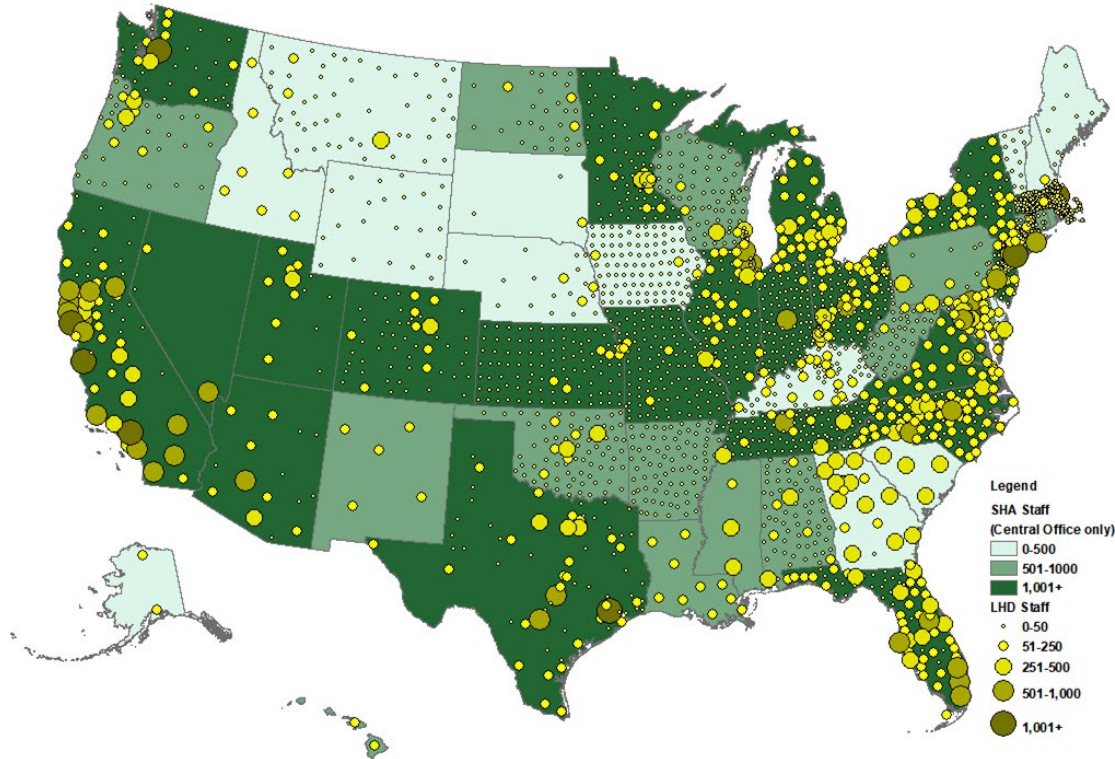 Legend
SHA Staff
(Central Office only)
0-500
501-1000
1,001+
LHD Staff
0-50
51-250
251-500
501-1,000
1,001+